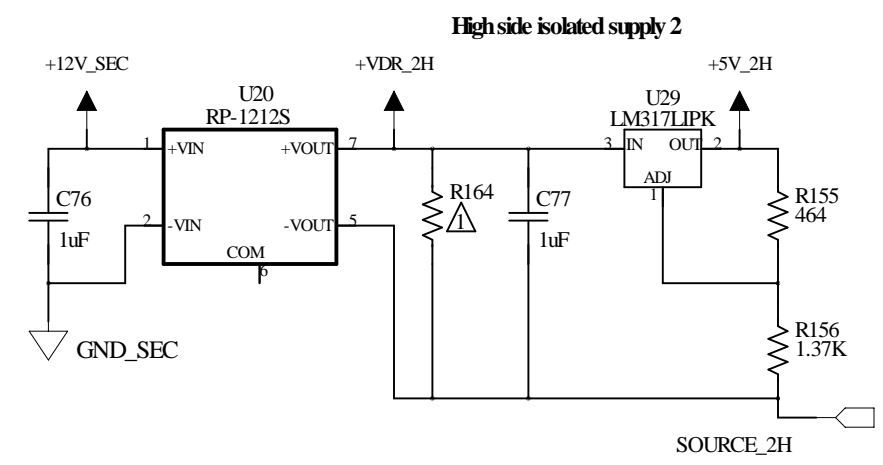 High side isolated supply 2
+12V_SEC
+VDR_2H
+5V_2H
U20
RP-1212S
U29
LM317LIPK
1
+VIN
+VOUT
7
3
IN
OUT
2
ADJ
1
C76
1uF
2
-VIN
-VOUT
5
COM
6
R164
1
C77
1uF
R155
464
R156
1.37K
GND_SEC
SOURCE_2H